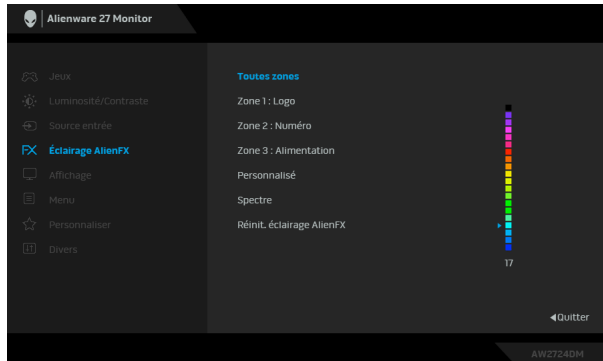 Alienware 27 Monitor
Jeux
Luminosité/Contraste
Source entrée
FX Éclairage AlienFX
Affichage
Menu
Personnaliser
Divers
Toutes zones
Zone 1 : Logo
Zone 2 : Numéro
Zone 3 : Alimentation
Personnalisé
Spectre
Réinit. éclairage AlienFX
17
Quitter
AW2724DM